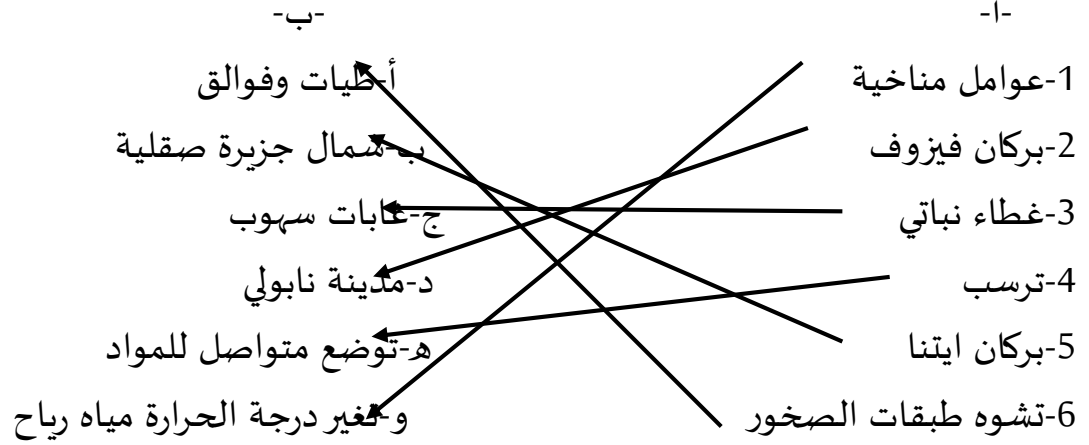 -ا- -ب-
1-عوامل مناخية أ-طيات وفوالق
2-بركان فيزوف ب-شمال جزيرة صقلية
3-غطاء نباتي ج-غابات سهوب
4-ترسب د-مدينة نابولي
5-بركان ايتنا ه-توضع متواصل للمواد
6-تشوه طبقات الصخور و-تغير درجة الحرارة مياه رياح